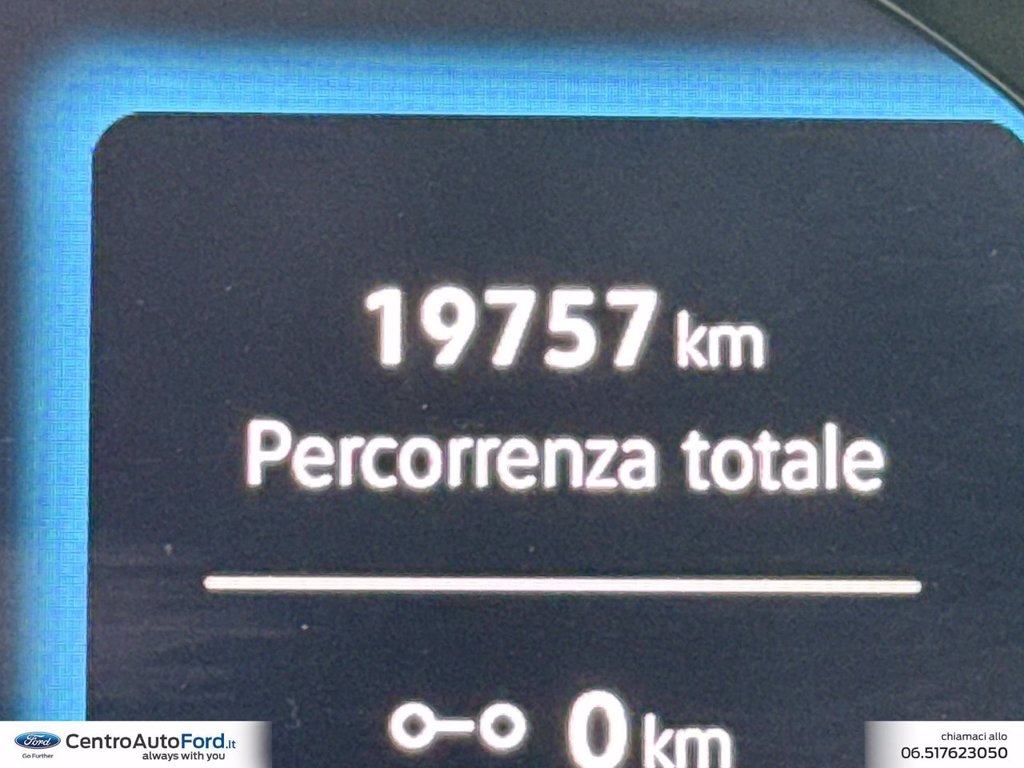 19757 km
Percorrenza totale
0 km
Ford
Go Further
CentroAutoFord.it
always with you
chiamaci allo
06.517623050